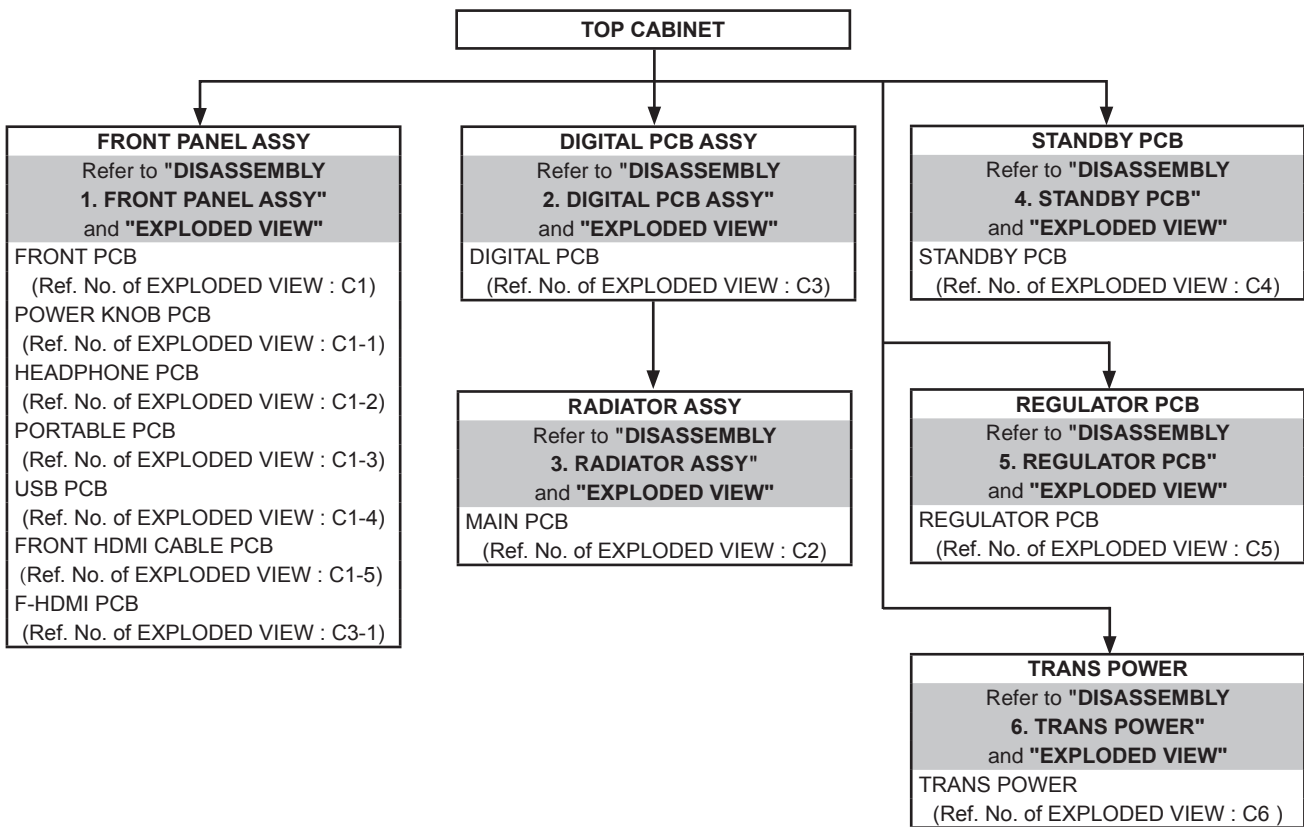 TOP CABINET
FRONT PANEL ASSY
Refer to "DISASSEMBLY
1. FRONT PANEL ASSY"
and "EXPLODED VIEW"
FRONT PCB
(Ref. No. of EXPLODED VIEW : C1)
POWER KNOB PCB
(Ref. No. of EXPLODED VIEW : C1-1)
HEADPHONE PCB
(Ref. No. of EXPLODED VIEW : C1-2)
PORTABLE PCB
(Ref. No. of EXPLODED VIEW : C1-3)
USB PCB
(Ref. No. of EXPLODED VIEW : C1-4)
FRONT HDMI CABLE PCB
(Ref. No. of EXPLODED VIEW : C1-5)
F-HDMI PCB
(Ref. No. of EXPLODED VIEW : C3-1)
DIGITAL PCB ASSY
Refer to "DISASSEMBLY
2. DIGITAL PCB ASSY"
and "EXPLODED VIEW"
DIGITAL PCB
(Ref. No. of EXPLODED VIEW : C3)
RADIATOR ASSY
Refer to "DISASSEMBLY
3. RADIATOR ASSY"
and "EXPLODED VIEW"
MAIN PCB
(Ref. No. of EXPLODED VIEW : C2)
STANDBY PCB
Refer to "DISASSEMBLY
4. STANDBY PCB"
and "EXPLODED VIEW"
STANDBY PCB
(Ref. No. of EXPLODED VIEW : C4)
REGULATOR PCB
Refer to "DISASSEMBLY
5. REGULATOR PCB"
and "EXPLODED VIEW"
REGULATOR PCB
(Ref. No. of EXPLODED VIEW : C5)
TRANS POWER
Refer to "DISASSEMBLY
6. TRANS POWER"
and "EXPLODED VIEW"
TRANS POWER
(Ref. No. of EXPLODED VIEW : C6 )